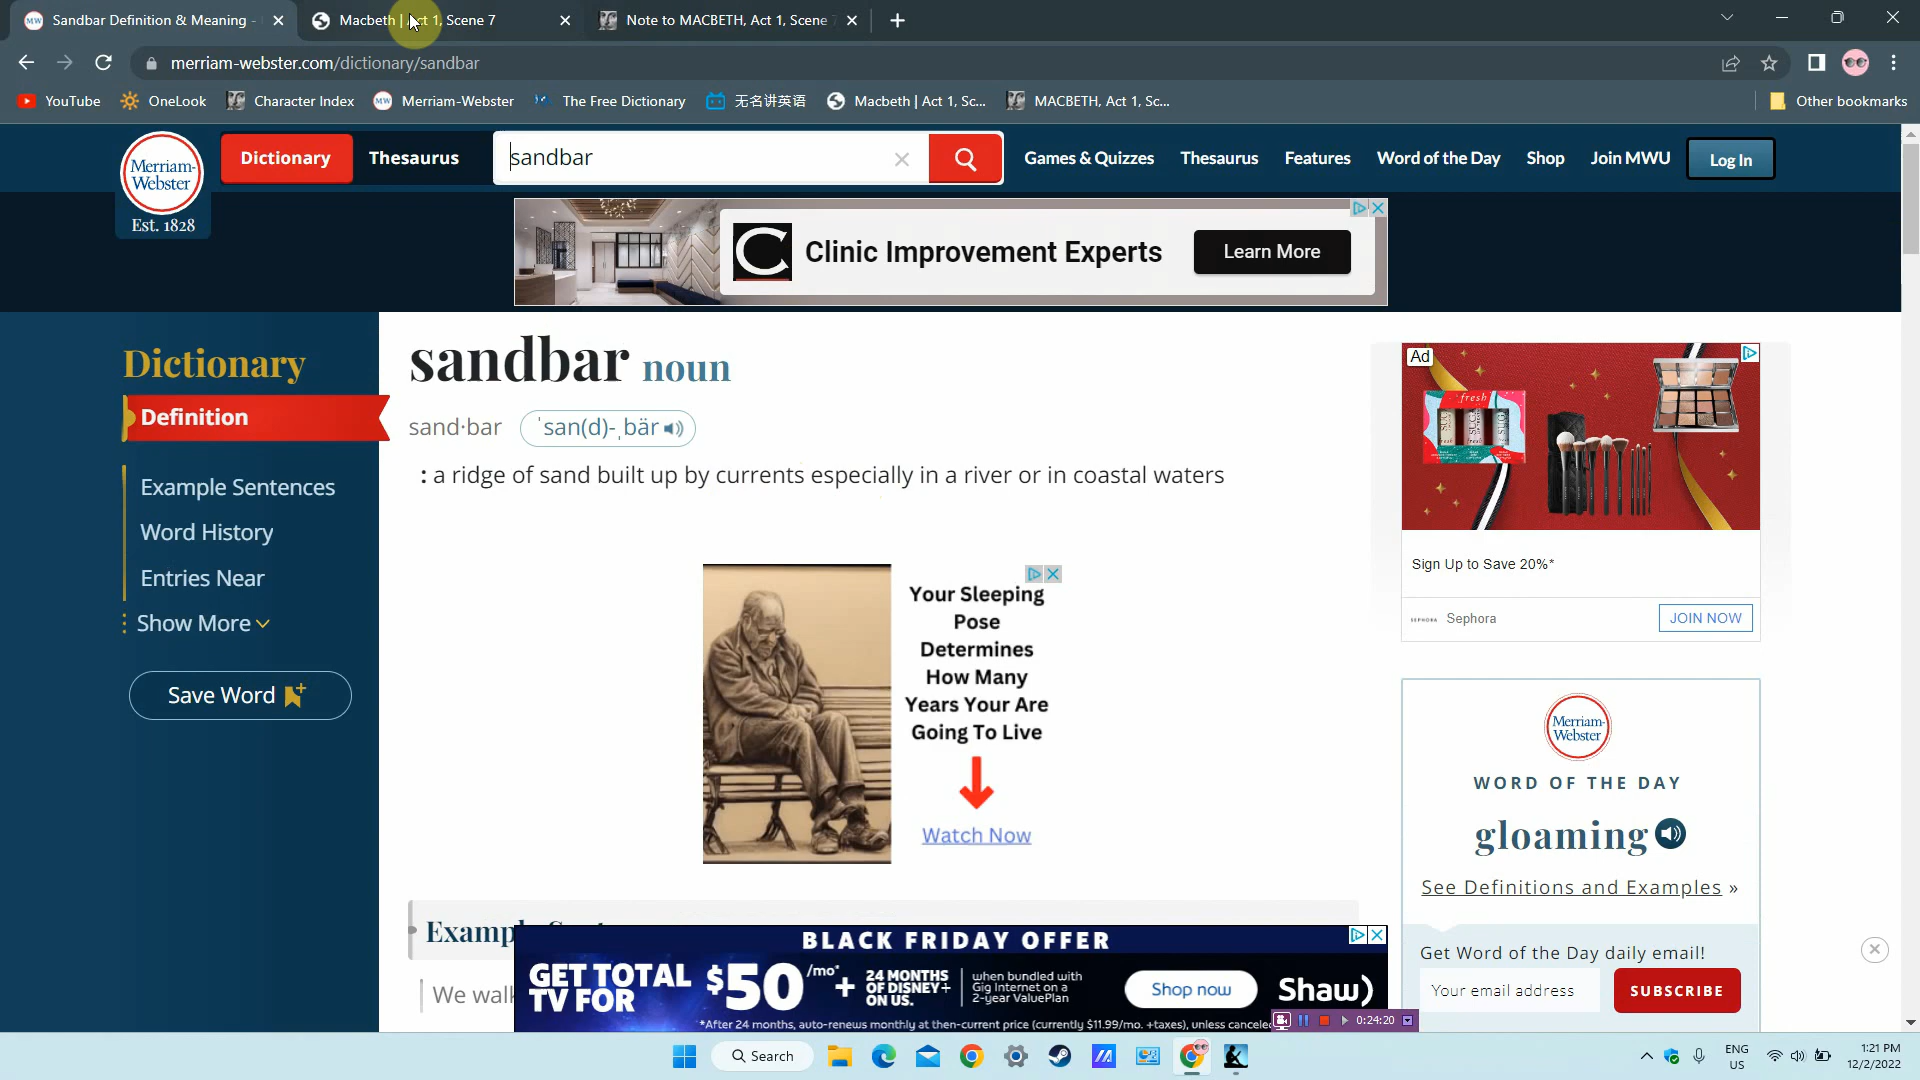 Sandbar Definition & Meaning -
Macbeth | Act 1, Scene 7
Note to MACBETH, Act 1, Scene 7
merriam-webster.com/dictionary/sandbar
YouTube
OneLook
Character Index
Merriam-Webster
The Free Dictionary
无名讲英语
Macbeth | Act 1, Sc...
MACBETH, Act 1, Sc...
Other bookmarks
Merriam-
Webster
Est. 1828
Dictionary
Thesaurus
sandbar
Games & Quizzes
Thesaurus
Features
Word of the Day
Shop
Join MWU
Log In
Clinic Improvement Experts
Learn More
Dictionary
Definition
Example Sentences
Word History
Entries Near
Show More
Save Word
sandbar noun
sand·bar
ˈsan(d)-ˌbär
: a ridge of sand built up by currents especially in a river or in coastal waters
Your Sleeping
Pose
Determines
How Many
Years Your Are
Going To Live
Watch Now
We walk
BLACK FRIDAY OFFER
GET TOTAL
TV FOR
$50/mo*
+
24 MONTHS
OF DISNEY+
ON US.
when bundled with
Gig Internet on a
2-year ValuePlan
Shop now
Shaw)
*After 24 months, auto-renews monthly at then-current price (currently $11.99/mo. +taxes), unless canceled
Ad
fresh
Sign Up to Save 20%*
SEPHORA
Sephora
JOIN NOW
Merriam-
Webster
WORD OF THE DAY
gloaming
See Definitions and Examples »
Get Word of the Day daily email!
Your email address
SUBSCRIBE
0:24:20
Search
ENG
US
1:21 PM
12/2/2022